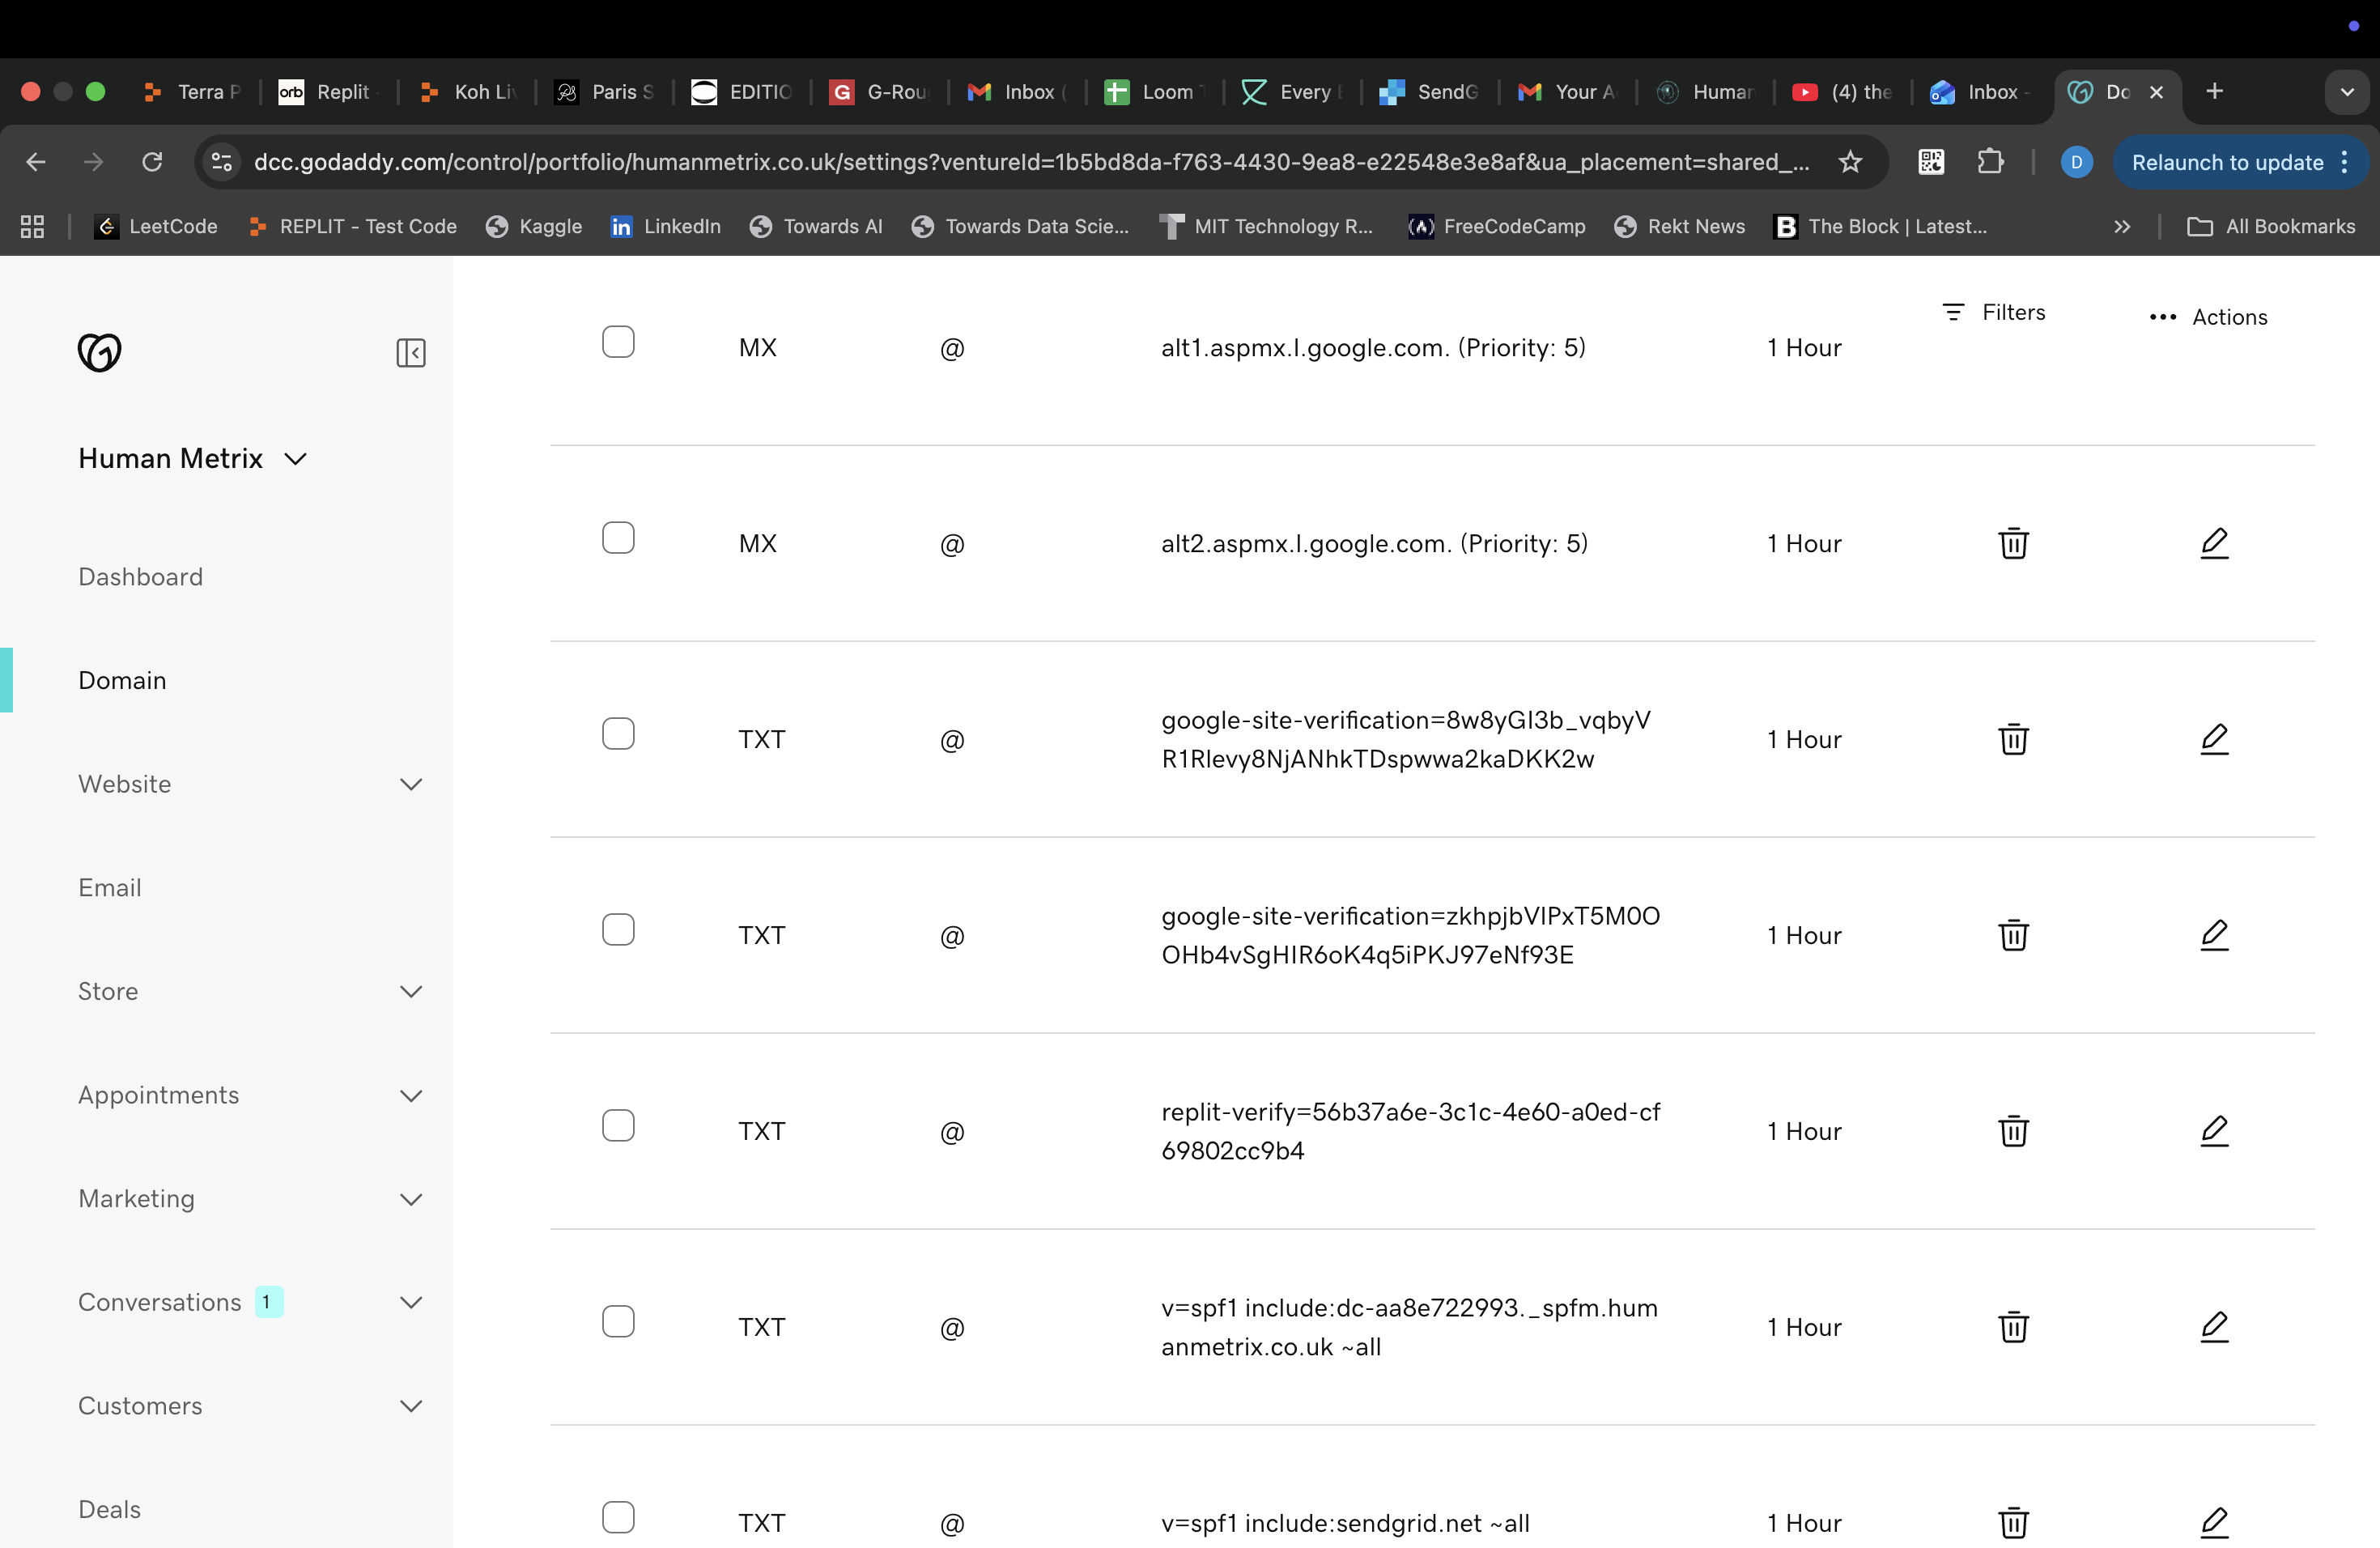 Terra P
orb Replit
Koh Liv
Paris S
EDITIO
G G-Rou
Inbox (
Loom T
Every
SendG
Your A
Human
(4) the
Inbox -
Do
dcc.godaddy.com/control/portfolio/humanmetrix.co.uk/settings?ventureId=1b5bd8da-f763-4430-9ea8-e22548e3e8af&ua_placement=shared_...
D
Relaunch to update
LeetCode
REPLIT - Test Code
Kaggle
LinkedIn
Towards AI
Towards Data Scie...
MIT Technology R...
FreeCodeCamp
Rekt News
The Block | Latest...
All Bookmarks
Human Metrix
Dashboard
Domain
Website
Email
Store
Appointments
Marketing
Conversations 1
Customers
Deals
Filters
Actions
MX @ alt1.aspmx.l.google.com. (Priority: 5) 1 Hour
MX @ alt2.aspmx.l.google.com. (Priority: 5) 1 Hour
TXT @ google-site-verification=8w8yGI3b_vqbyV
R1Rlevy8NjANhkTDspwwa2kaDKK2w
1 Hour
TXT @ google-site-verification=zkhpjbVlPxT5M0O
OHb4vSgHIR6oK4q5iPKJ97eNf93E
1 Hour
TXT @ replit-verify=56b37a6e-3c1c-4e60-a0ed-cf
69802cc9b4
1 Hour
TXT @ v=spf1 include:dc-aa8e722993._spfm.hum
anmetrix.co.uk ~all
1 Hour
TXT @ v=spf1 include:sendgrid.net ~all 1 Hour